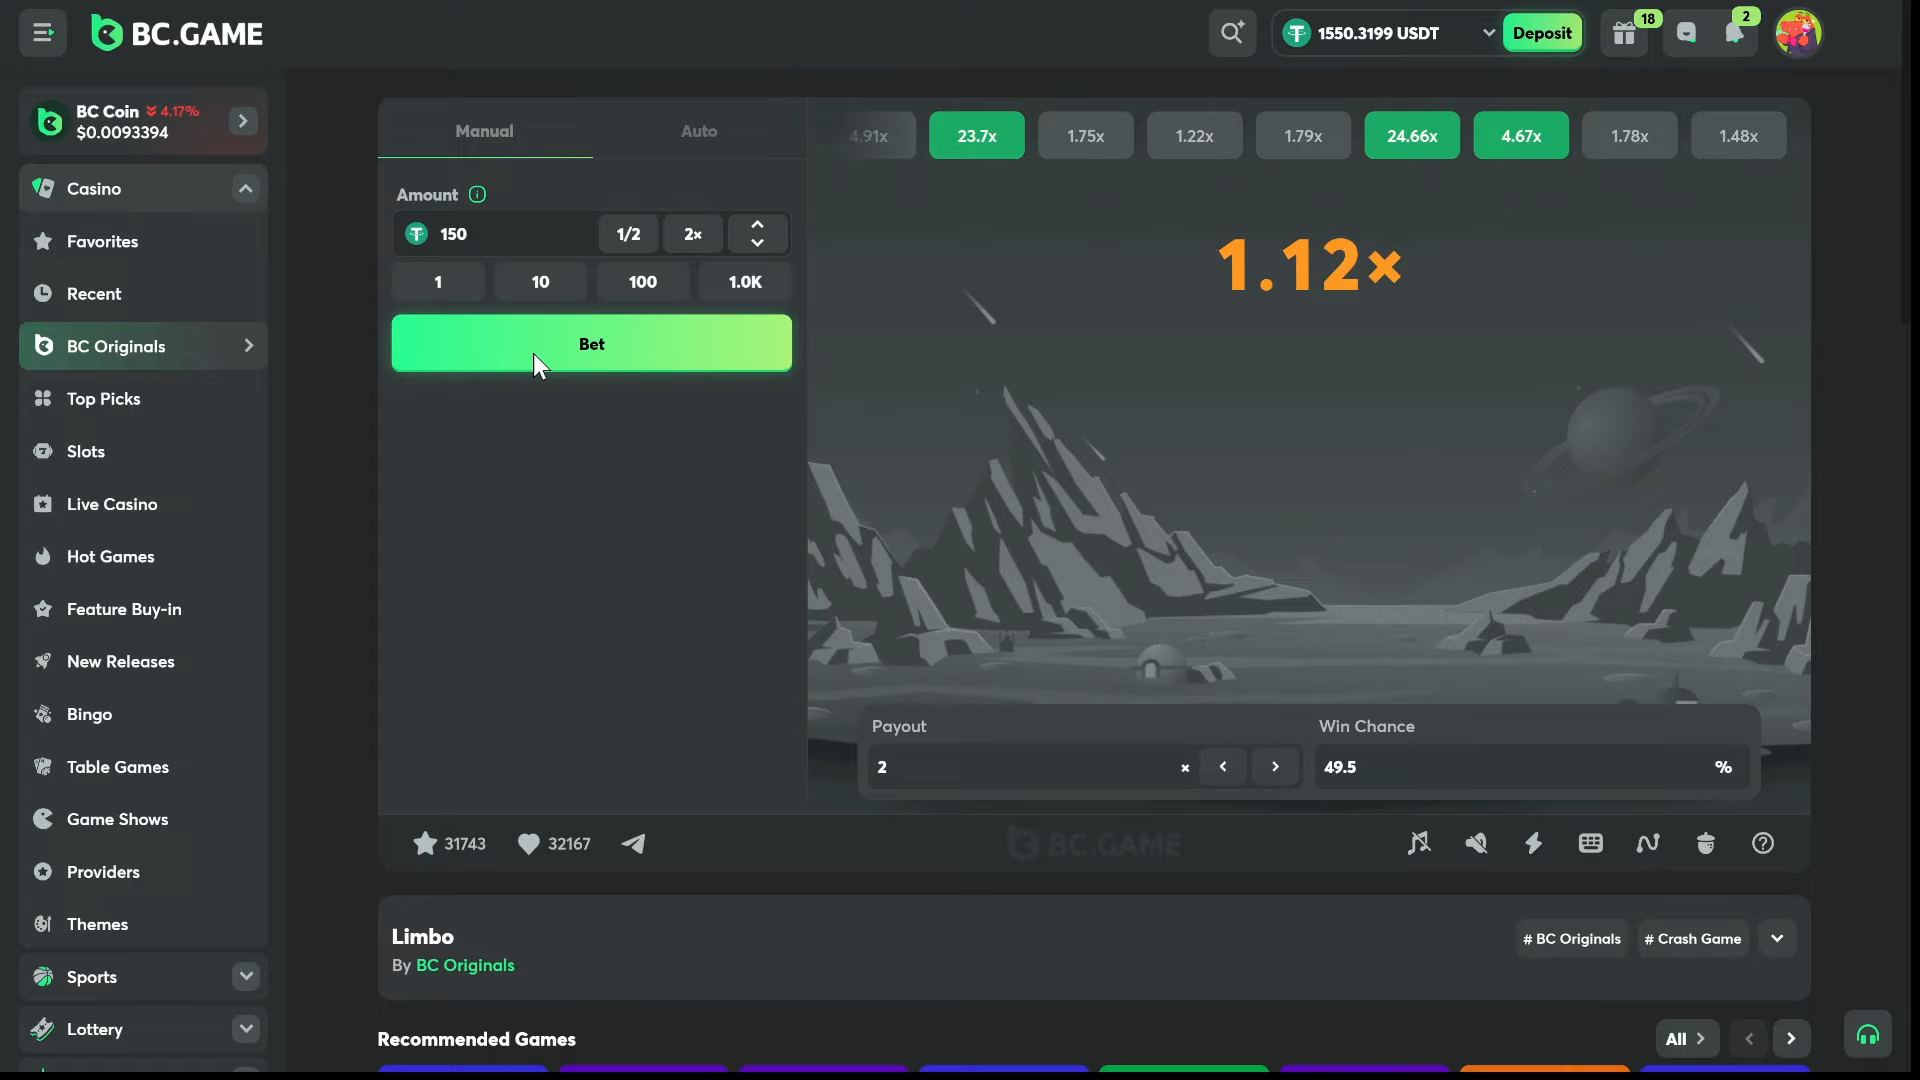 BC.GAME
1550.3199 USDT
Deposit
18
2
BC Coin 4.17%
$0.0093394
Casino
Favorites
Recent
BC Originals
Top Picks
Slots
Live Casino
Hot Games
Feature Buy-in
New Releases
Bingo
Table Games
Game Shows
Providers
Themes
Sports
Lottery
Manual
Auto
Amount
150
1/2
2×
1
10
100
1.0K
Bet
4.91x
23.7x
1.75x
1.22x
1.79x
24.66x
4.67x
1.78x
1.48x
1.12×
Payout
2 ×
Win Chance
49.5 %
31743
32167
BC.GAME
Limbo
By BC Originals
# BC Originals
# Crash Game
Recommended Games
All